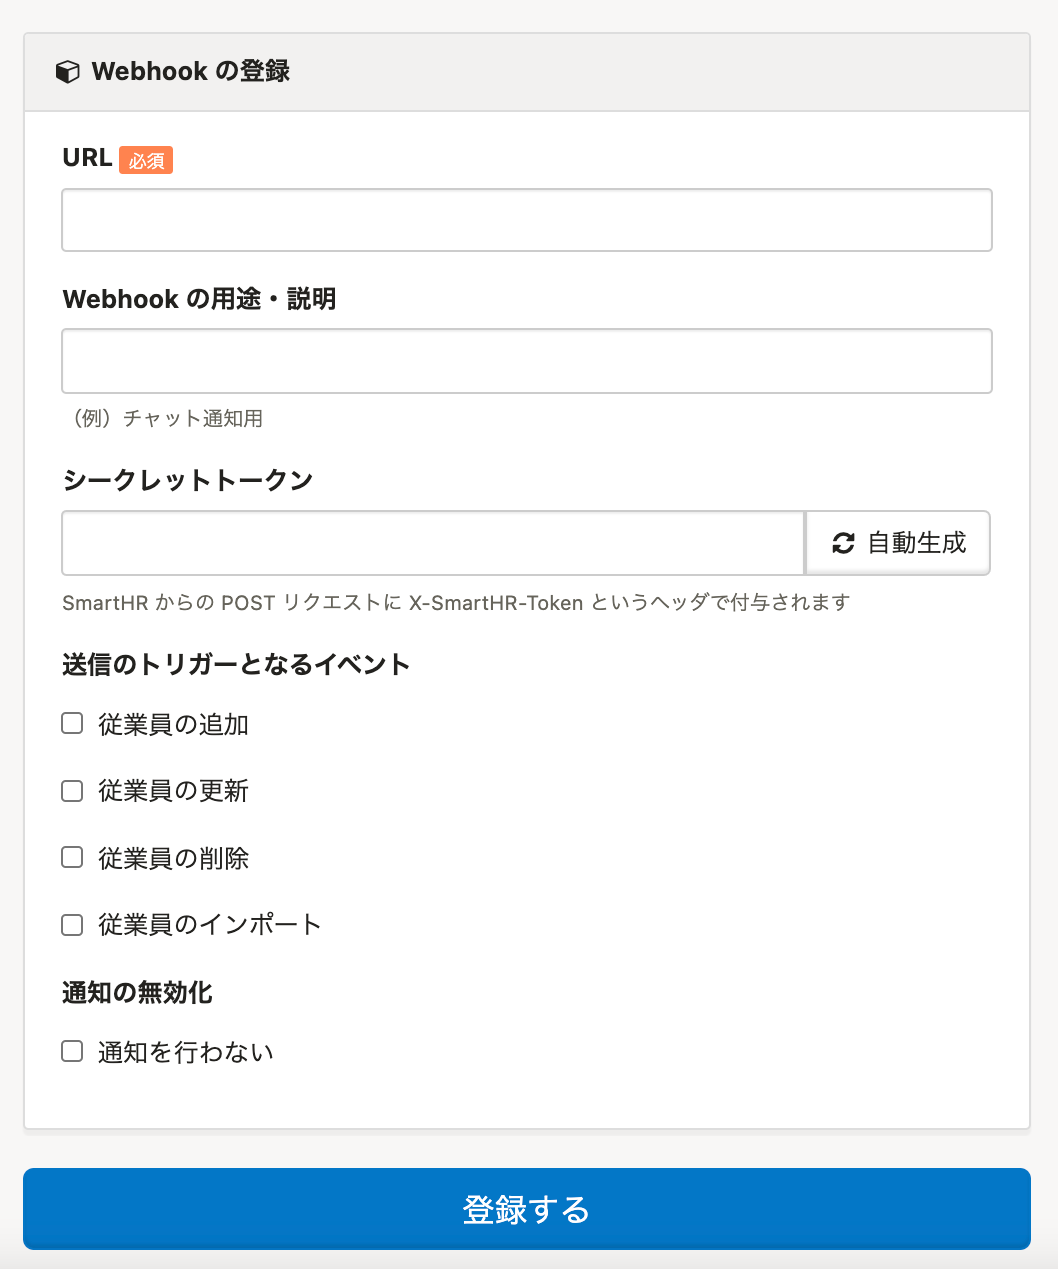 Webhook の登録
URL 必須
Webhook の用途・説明
（例）チャット通知用
シークレットトークン
自動生成
SmartHR からの POST リクエストに X-SmartHR-Token というヘッダで付与されます
送信のトリガーとなるイベント
従業員の追加
従業員の更新
従業員の削除
従業員のインポート
通知の無効化
通知を行わない
登録する